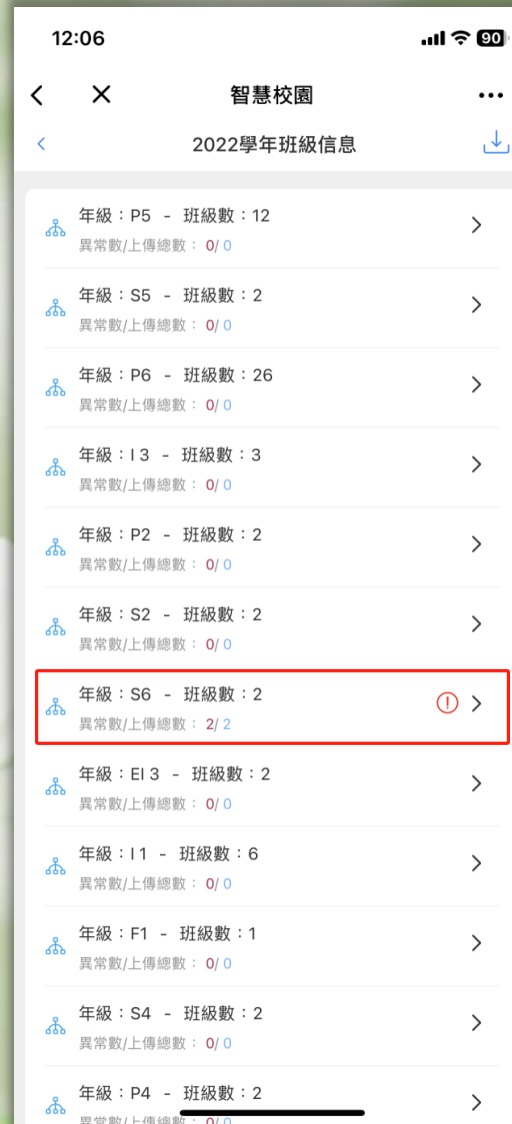 12:06
90
智慧校園
2022學年班級信息
年級：P5 - 班級數：12
異常數/上傳總數： 0/ 0
年級：S5 - 班級數：2
異常數/上傳總數： 0/ 0
年級：P6 - 班級數：26
異常數/上傳總數： 0/ 0
年級：I 3 - 班級數：3
異常數/上傳總數： 0/ 0
年級：P2 - 班級數：2
異常數/上傳總數： 0/ 0
年級：S2 - 班級數：2
異常數/上傳總數： 0/ 0
年級：S6 - 班級數：2
異常數/上傳總數： 2/ 2
年級：EI 3 - 班級數：2
異常數/上傳總數： 0/ 0
年級：I 1 - 班級數：6
異常數/上傳總數： 0/ 0
年級：F1 - 班級數：1
異常數/上傳總數： 0/ 0
年級：S4 - 班級數：2
異常數/上傳總數： 0/ 0
年級：P4 - 班級數：2
異常數/上傳總數： 0/ 0